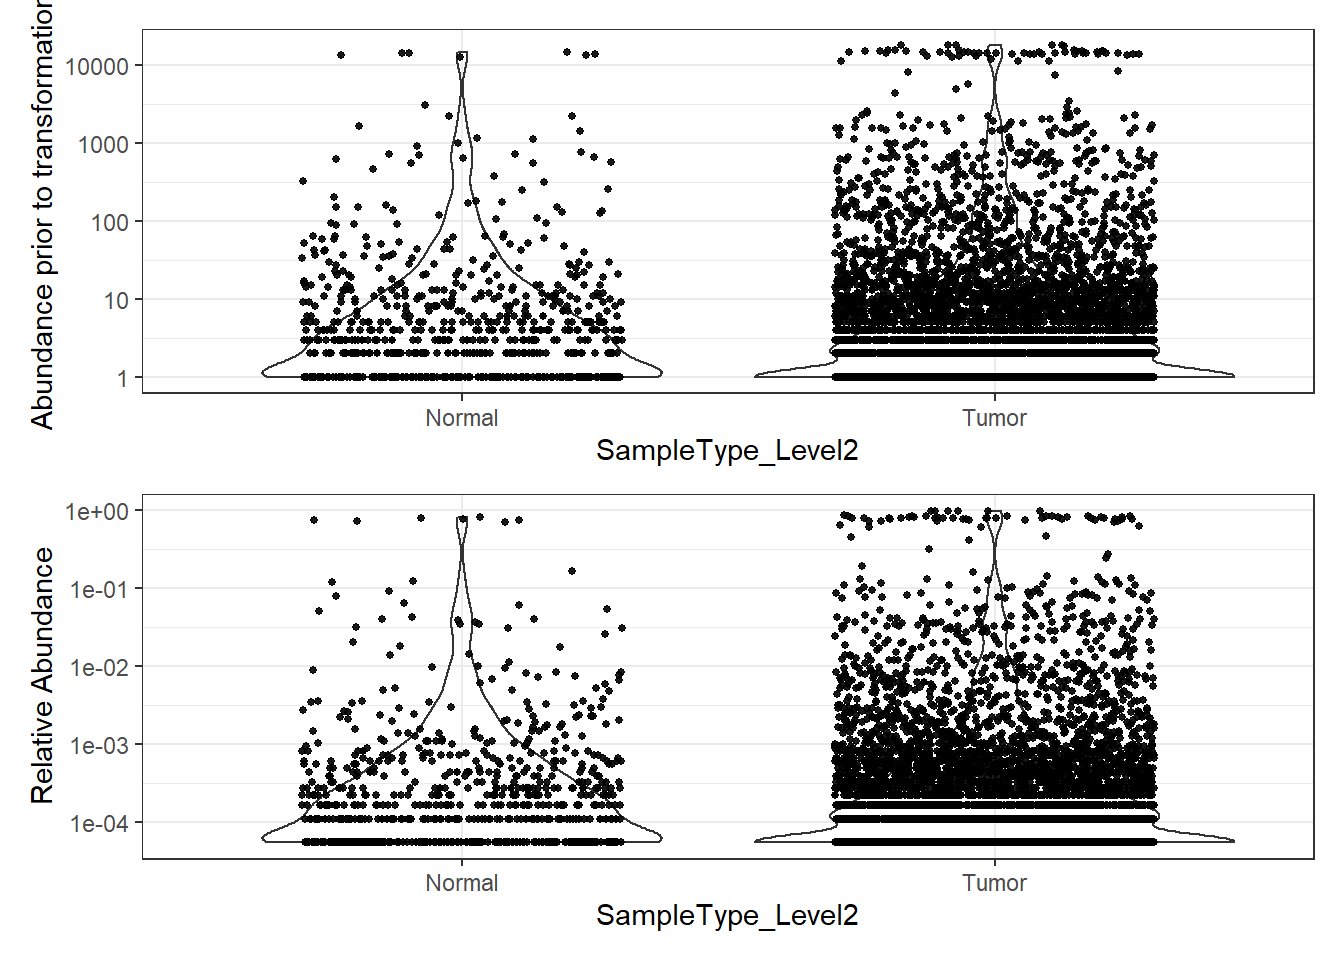 Abundance prior to transformation
10000
1000
100
10
1
Normal
Tumor
SampleType_Level2
Relative Abundance
1e+00
1e-01
1e-02
1e-03
1e-04
Normal
Tumor
SampleType_Level2